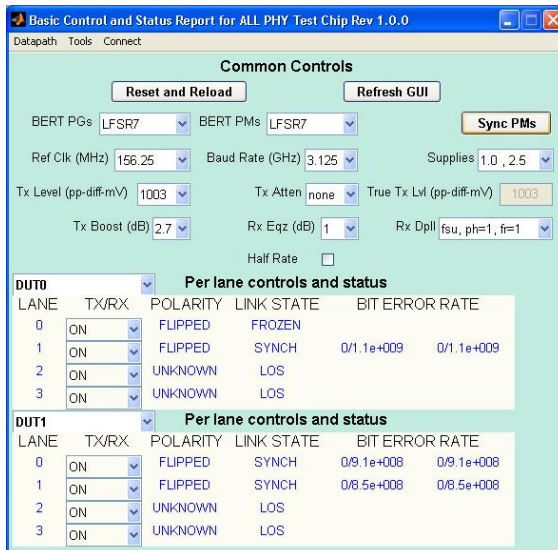 Basic Control and Status Report for ALL PHY Test Chip Rev 1.0.0
Datapath Tools Connect
Common Controls
Reset and Reload Refresh GUI
BERT PGs LFSR7 BERT PMs LFSR7 Sync PMs
Ref Clk (MHz) 156.25 Baud Rate (GHz) 3.125 Supplies 1.0 , 2.5
Tx Level (pp-diff-mV) 1003 Tx Atten none True Tx Lvl (pp-diff-mV) 1003
Tx Boost (dB) 2.7 Rx Eqz (dB) 1 Rx Dpll fsu, ph=1, fr=1
Half Rate
DUT0 Per lane controls and status
LANE TX/RX POLARITY LINK STATE BIT ERROR RATE
0 ON FLIPPED FROZEN
1 ON FLIPPED SYNCH 0/1.1e+009 0/1.1e+009
2 ON UNKNOWN LOS
3 ON UNKNOWN LOS
DUT1 Per lane controls and status
LANE TX/RX POLARITY LINK STATE BIT ERROR RATE
0 ON FLIPPED SYNCH 0/9.1e+008 0/9.1e+008
1 ON FLIPPED SYNCH 0/8.5e+008 0/8.5e+008
2 ON UNKNOWN LOS
3 ON UNKNOWN LOS